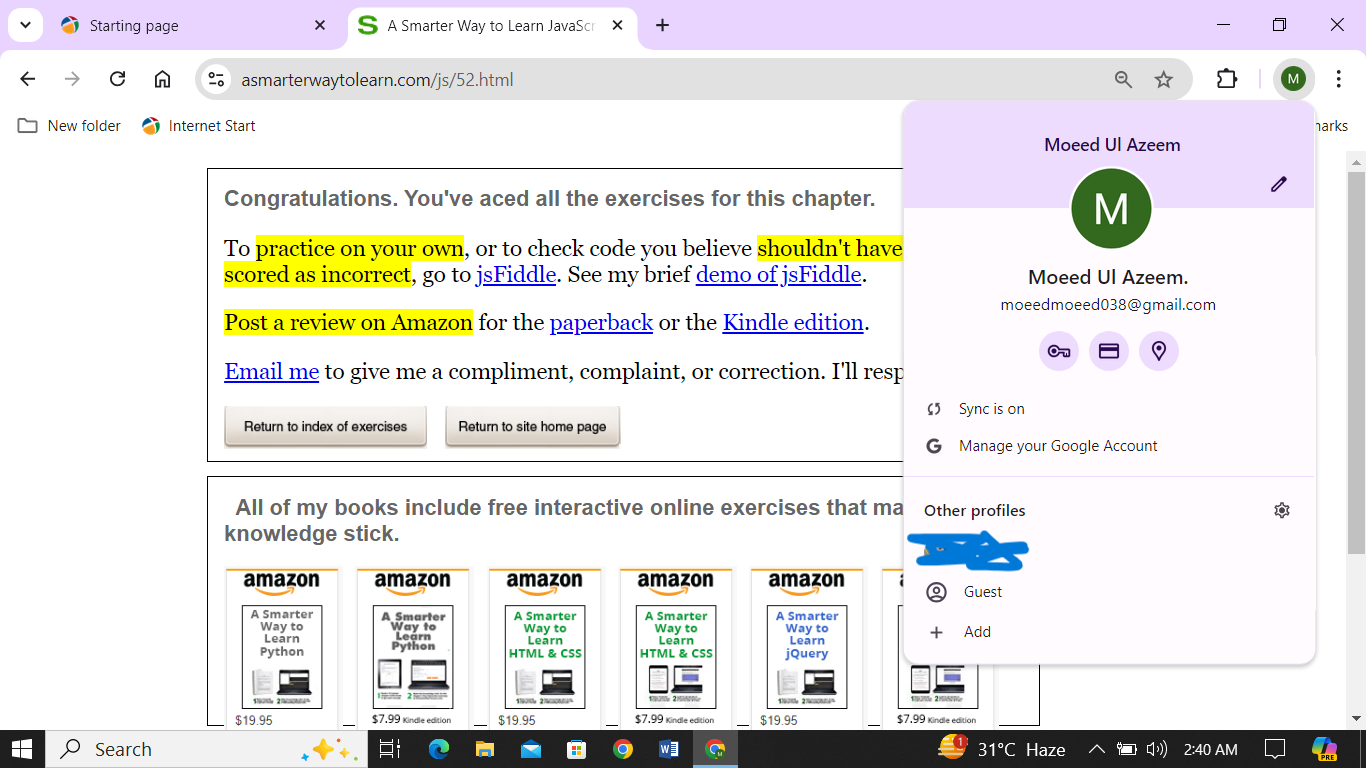 Starting page
A Smarter Way to Learn JavaScr
asmarterwaytolearn.com/js/52.html
M
New folder
Internet Start
Moeed Ul Azeem
M
Moeed Ul Azeem.
moeedmoeed038@gmail.com
Sync is on
Manage your Google Account
Other profiles
Guest
Add
Congratulations. You've aced all the exercises for this chapter.
To practice on your own, or to check code you believe shouldn't have
scored as incorrect, go to jsFiddle. See my brief demo of jsFiddle.
Post a review on Amazon for the paperback or the Kindle edition.
Email me to give me a compliment, complaint, or correction. I'll resp
Return to index of exercises
Return to site home page
All of my books include free interactive online exercises that ma
knowledge stick.
amazon
A Smarter
Way to
Learn
Python
$19.95
amazon
A Smarter
Way to
Learn
Python
$7.99 Kindle edition
amazon
A Smarter
Way to
Learn
HTML & CSS
$19.95
amazon
A Smarter
Way to
Learn
HTML & CSS
$7.99 Kindle edition
amazon
A Smarter
Way to
Learn
jQuery
$19.95
$7.99 Kindle edition
Search
1
31°C Haze
2:40 AM
PRE